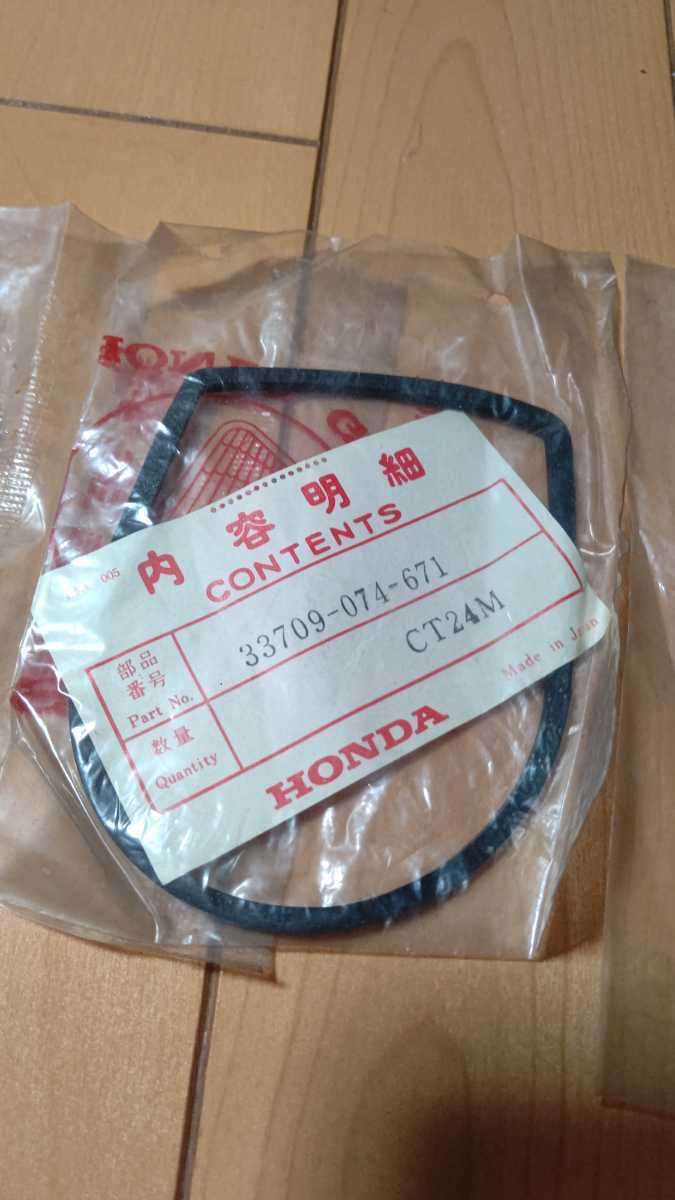 内容明細
CONTENTS
部品番号
Part No.
33709-074-671
CT24M
数量
Quantity
Made in Japan
HONDA